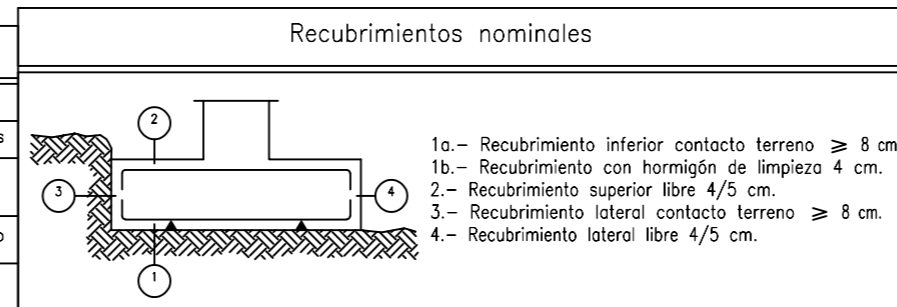 Recubrimientos nominales
s
o
2
3
4
1
1a.- Recubrimiento inferior contacto terreno ≥ 8 cm
1b.- Recubrimiento con hormigón de limpieza 4 cm.
2.- Recubrimiento superior libre 4/5 cm.
3.- Recubrimiento lateral contacto terreno ≥ 8 cm.
4.- Recubrimiento lateral libre 4/5 cm.